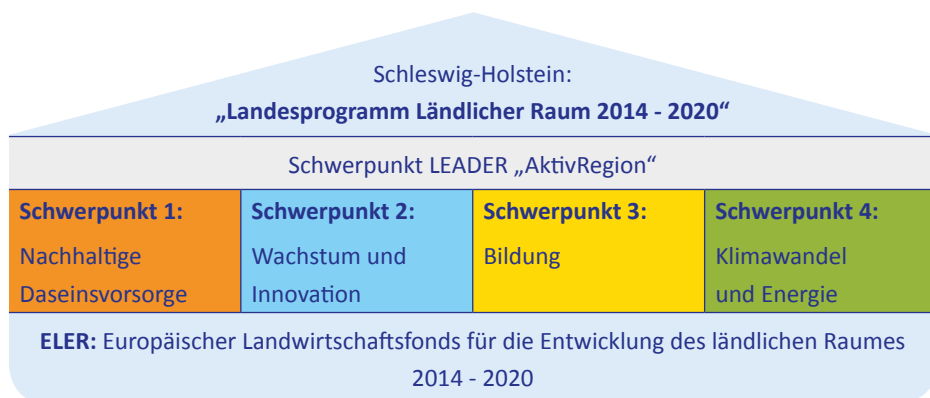 Schleswig-Holstein:
„Landesprogramm Ländlicher Raum 2014 - 2020“
Schwerpunkt LEADER „AktivRegion“
Schwerpunkt 1:
Nachhaltige
Daseinsvorsorge
Schwerpunkt 2:
Wachstum und
Innovation
Schwerpunkt 3:
Bildung
Schwerpunkt 4:
Klimawandel
und Energie
ELER: Europäischer Landwirtschaftsfonds für die Entwicklung des ländlichen Raumes
2014 - 2020